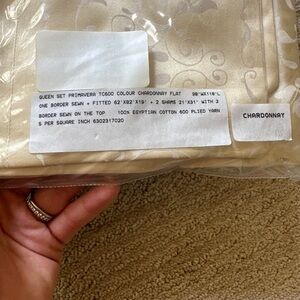 QUEEN SET PRIMAVERA TC600 COLOUR CHARDONNAY FLAT 98"WX116"L
ONE BORDER SEWN + FITTED 62"X82"X19" + 2 SHAMS 21"X31" WITH 3
BORDER SEWN ON THE TOP 100% EGYPTIAN COTTON 600 PLIED YARN
S PER SQUARE INCH 6302317020
CHARDONNAY